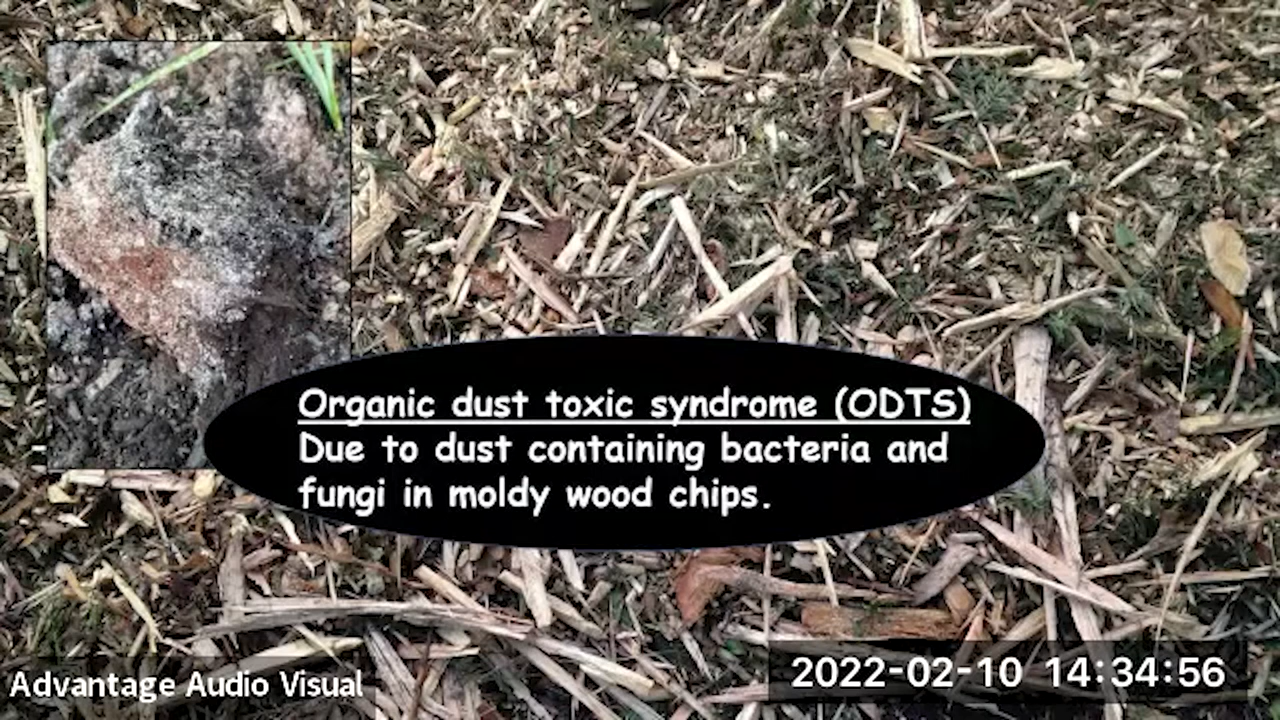 Organic dust toxic syndrome (ODTS)
Due to dust containing bacteria and
fungi in moldy wood chips.
Advantage Audio Visual
2022-02-10 14:34:56